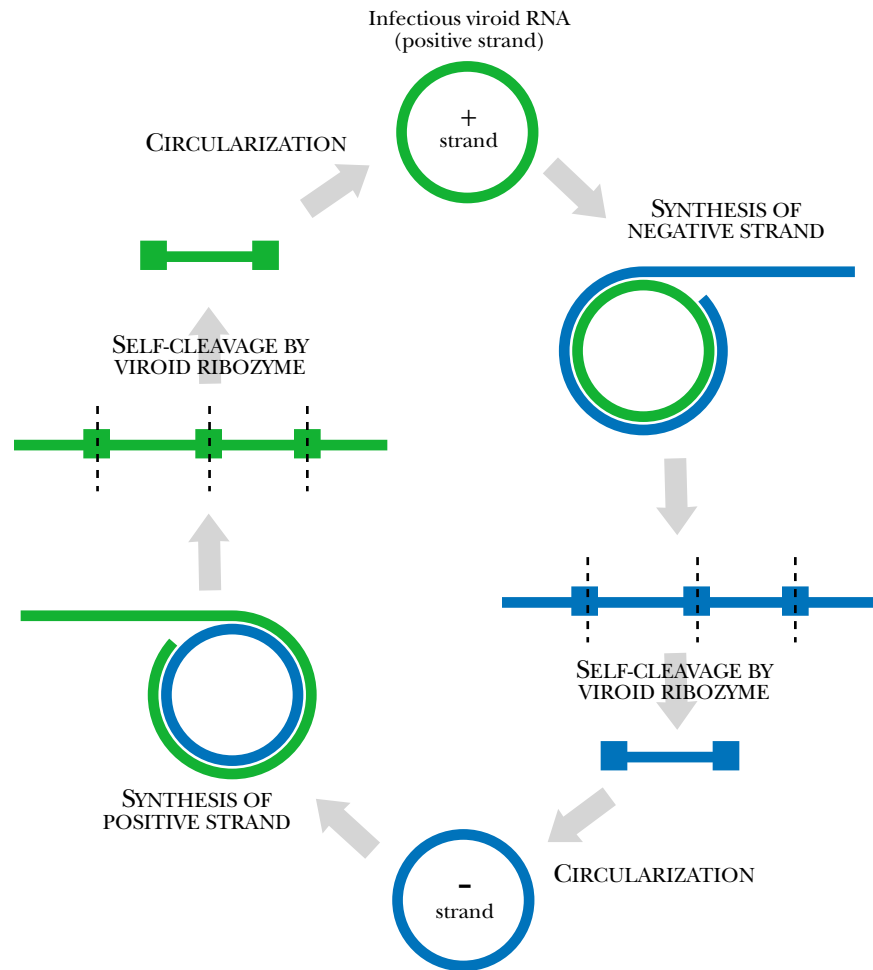 Infectious viroid RNA
(positive strand)
+
strand
CIRCULARIZATION
SYNTHESIS OF
NEGATIVE STRAND
SELF-CLEAVAGE BY
VIROID RIBOZYME
SELF-CLEAVAGE BY
VIROID RIBOZYME
SYNTHESIS OF
POSITIVE STRAND
CIRCULARIZATION
-
strand